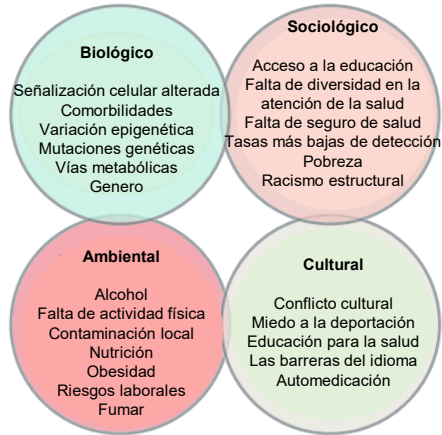 Biológico
Señalización celular alterada
Comorbilidades
Variación epigenética
Mutaciones genéticas
Vías metabólicas
Genero
Sociológico
Acceso a la educación
Falta de diversidad en la
atención de la salud
Falta de seguro de salud
Tasas más bajas de detección
Pobreza
Racismo estructural
Ambiental
Alcohol
Falta de actividad física
Contaminación local
Nutrición
Obesidad
Riesgos laborales
Fumar
Cultural
Conflicto cultural
Miedo a la deportación
Educación para la salud
Las barreras del idioma
Automedicación